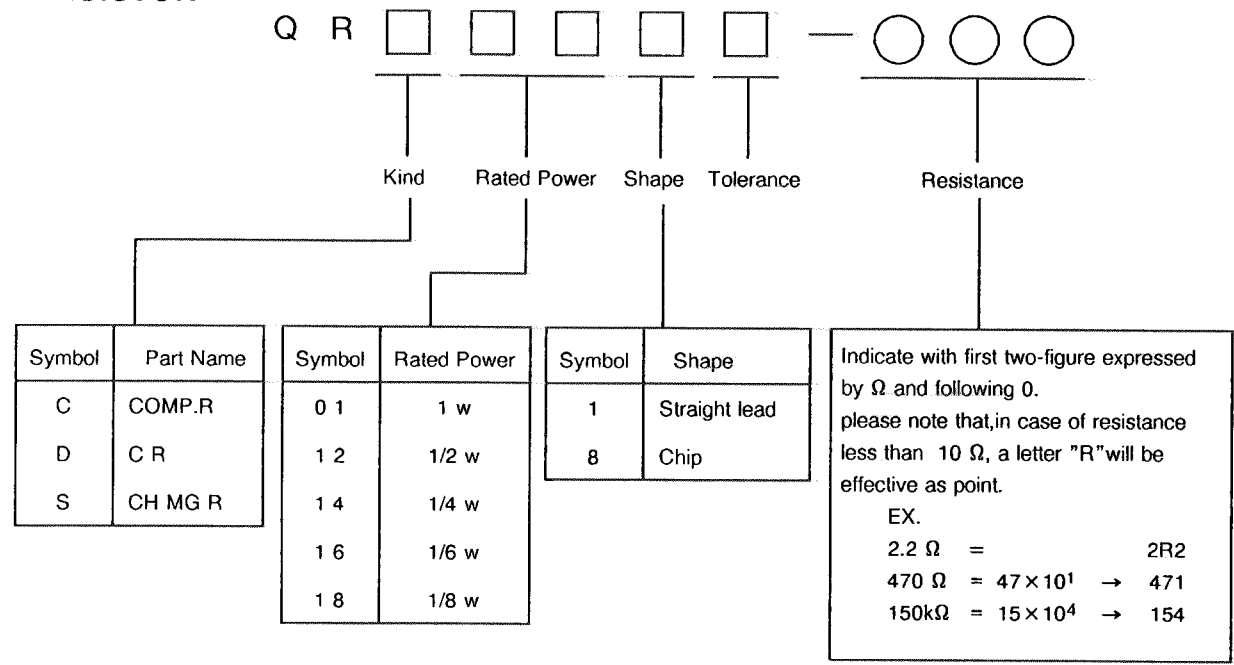 Q R — 
Kind Rated Power Shape Tolerance Resistance
Symbol Part Name
C COMP.R
D C R
S CH MG R
Symbol Rated Power
0 1 1 w
1 2 1/2 w
1 4 1/4 w
1 6 1/6 w
1 8 1/8 w
Symbol Shape
1 Straight lead
8 Chip
Indicate with first two-figure expressed
by Ω and following 0.
please note that,in case of resistance
less than 10 Ω, a letter "R"will be
effective as point.
EX.
2.2 Ω = 2R2
470 Ω = 47×10¹ → 471
150kΩ = 15×10⁴ → 154